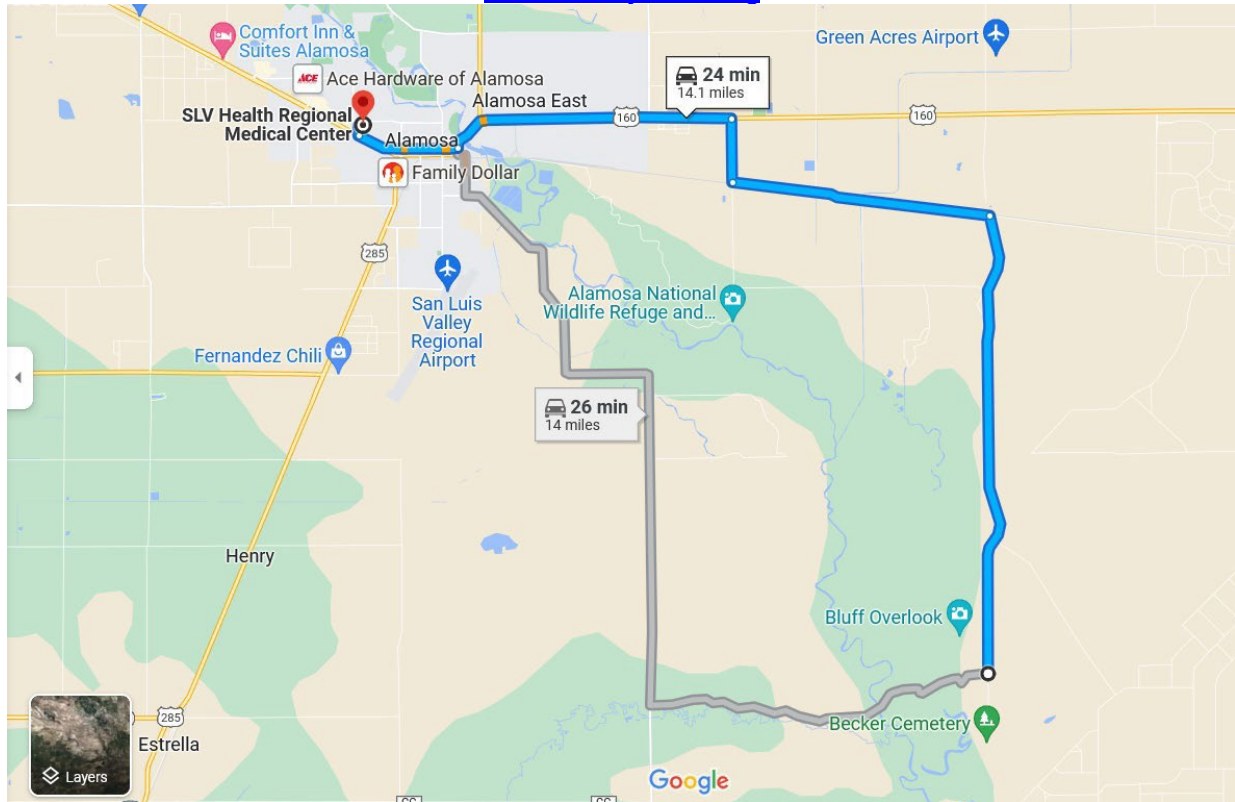 Comfort Inn &
Suites Alamosa
Green Acres Airport
ACE
Ace Hardware of Alamosa
24 min
14.1 miles
Alamosa East
SLV Health Regional
Medical Center
160
160
Alamosa
Family Dollar
285
Alamosa National
Wildlife Refuge and...
San Luis
Valley
Regional
Airport
Fernandez Chili
26 min
14 miles
Henry
Bluff Overlook
285
Becker Cemetery
Estrella
Layers
Google